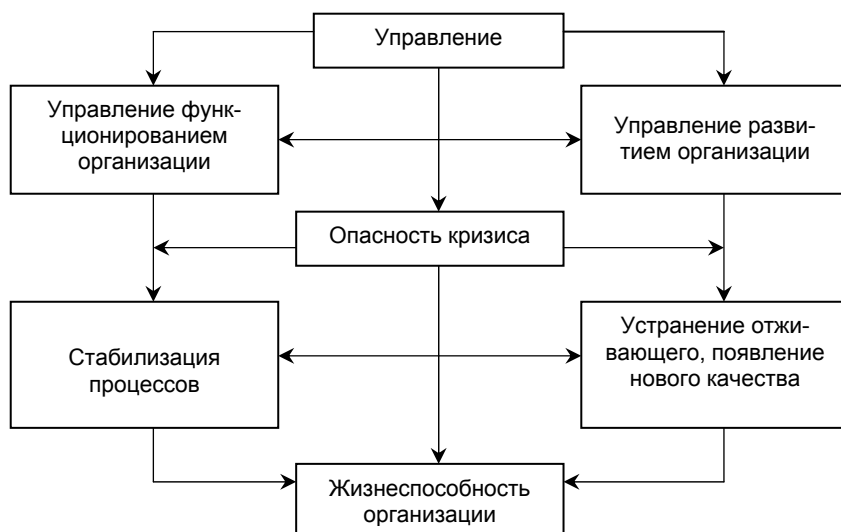 Управление
Управление функ-
ционированием
организации
Управление разви-
тием организации
Опасность кризиса
Стабилизация
процессов
Устранение отжи-
вающего, появление
нового качества
Жизнеспособность
организации